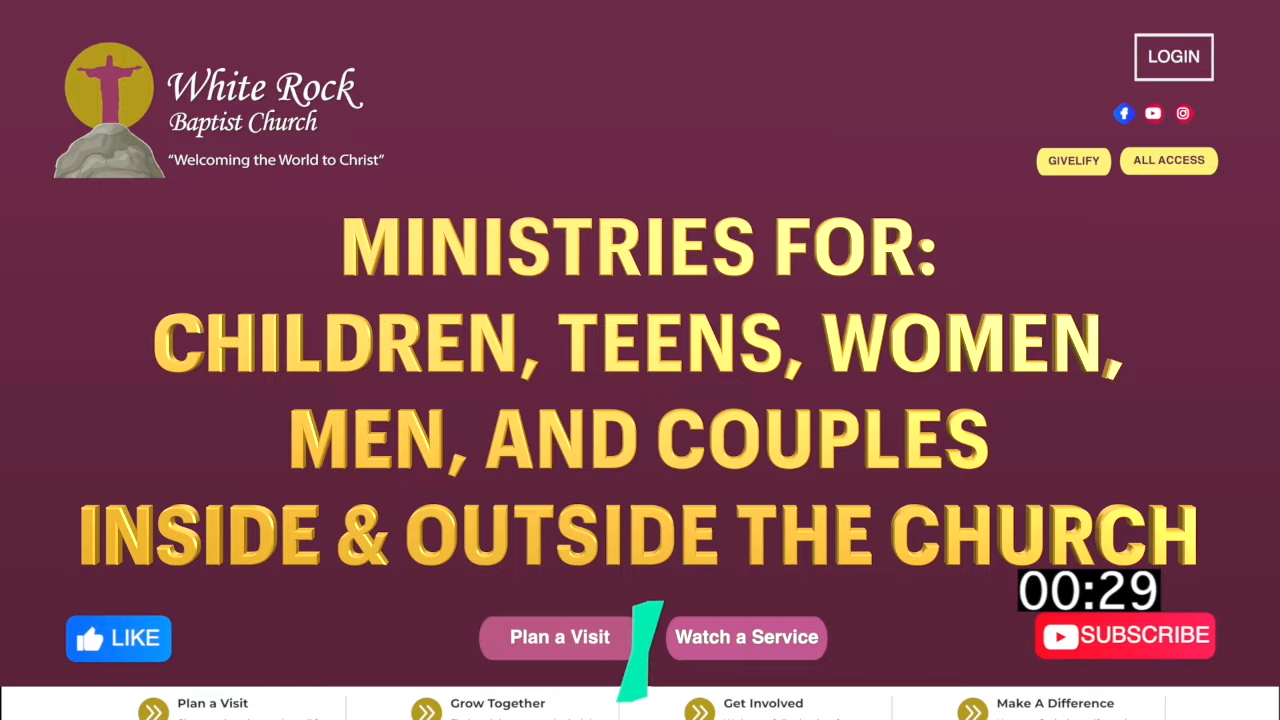 White Rock
Baptist Church
“Welcoming the World to Christ”
LOGIN
GIVELIFY
ALL ACCESS
MINISTRIES FOR:
CHILDREN, TEENS, WOMEN,
MEN, AND COUPLES
INSIDE & OUTSIDE THE CHURCH
00:29
LIKE
Plan a Visit
Watch a Service
SUBSCRIBE
Plan a Visit
Grow Together
Get Involved
Make A Difference